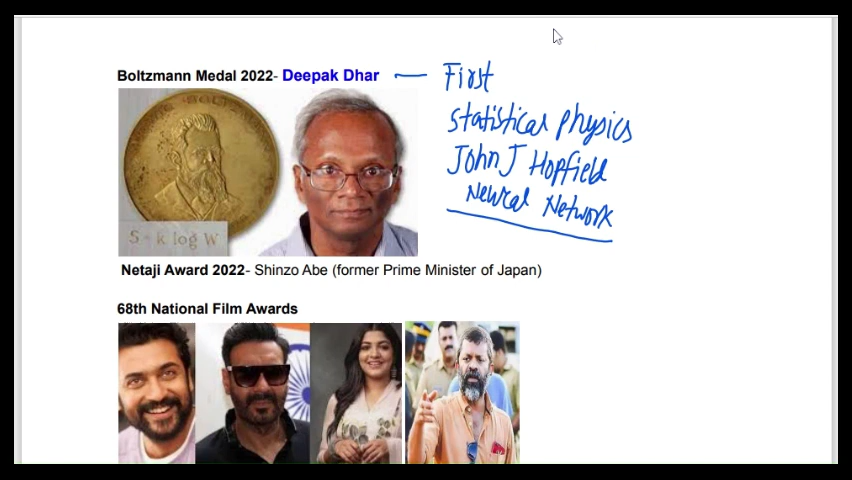 Boltzmann Medal 2022- Deepak Dhar
First
Statistical Physics
John J Hopfield
Neural Network
S = k log W
Netaji Award 2022- Shinzo Abe (former Prime Minister of Japan)
68th National Film Awards